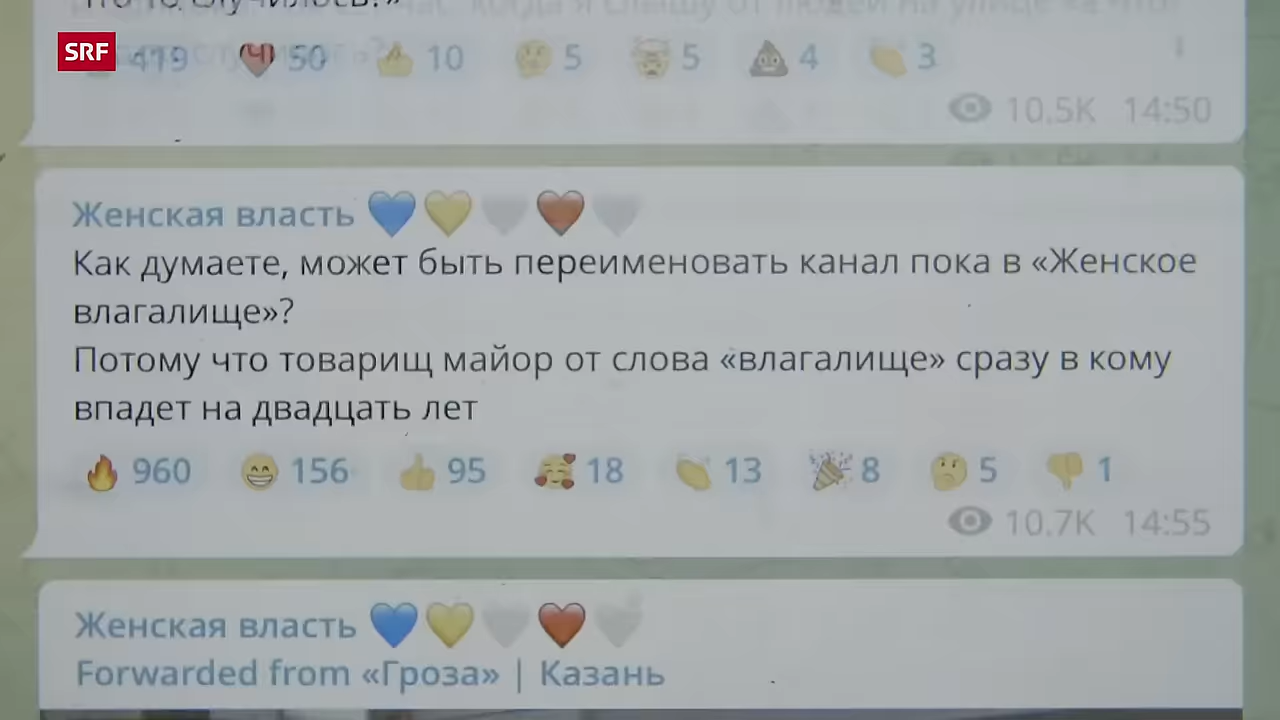 SRF
419 50 10 5 5 4 3
10.5K 14:50
Женская власть
Как думаете, может быть переименовать канал пока в «Женское
влагалище»?
Потому что товарищ майор от слова «влагалище» сразу в кому
впадет на двадцать лет
960 156 95 18 13 8 5 1
10.7K 14:55
Женская власть
Forwarded from «Гроза» | Казань